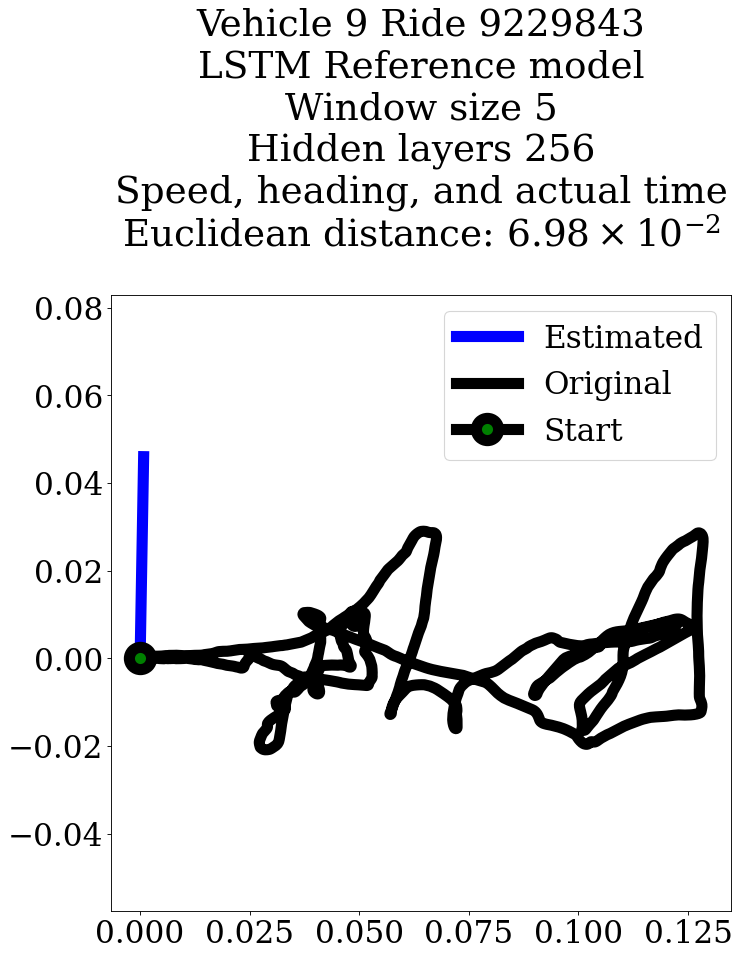 Vehicle 9 Ride 9229843
LSTM Reference model
Window size 5
Hidden layers 256
Speed, heading, and actual time
Euclidean distance: 6.98 × 10⁻²
Estimated
Original
Start
0.08
0.06
0.04
0.02
0.00
−0.02
−0.04
0.000 0.025 0.050 0.075 0.100 0.125